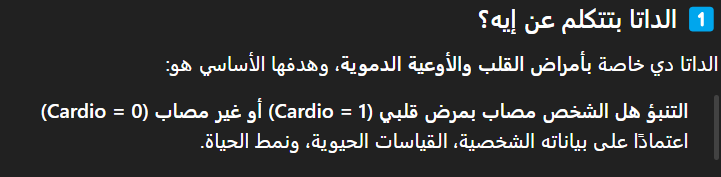 1 الداتا بتتكلم عن إيه؟
الداتا دي خاصة بأمراض القلب والأوعية الدموية، وهدفها الأساسي هو:
التنبؤ هل الشخص مصاب بمرض قلبي (Cardio = 1) أو غير مصاب (Cardio = 0)
اعتمادًا على بياناته الشخصية، القياسات الحيوية، ونمط الحياة.